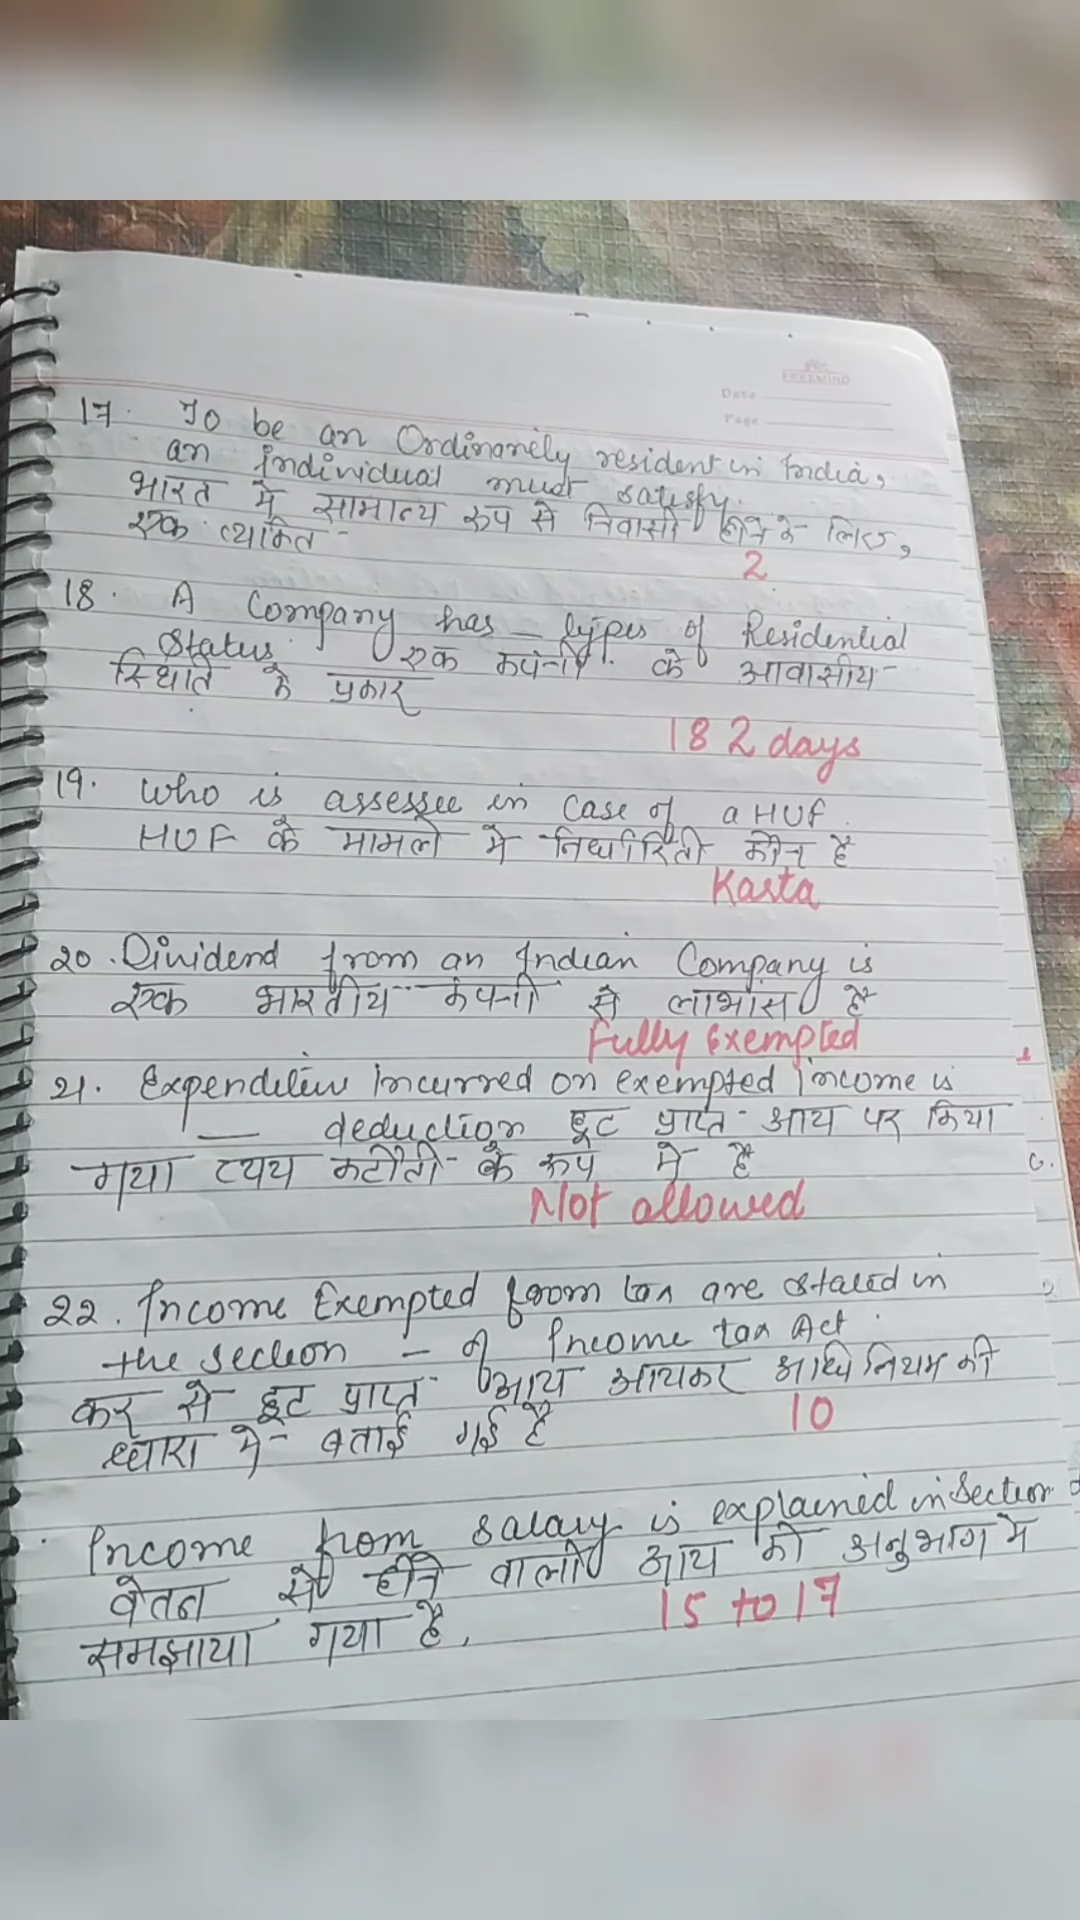 FREEMIND
Date
Page
17. To be an Ordinarely resident in India,
an individual must satisfy.
भारत मे सामान्य रूप से निवासी होने के लिए,
एक व्यक्ति
2
18. A Company has _ types of Residential
Status. एक कंपनी के आवासीय
स्थिति के प्रकार
182 days
19. Who is assessee in Case of a HUF.
HUF के मामले मे निर्धारिती कौन है
Karta
20. Dividend from an Indian Company is
एक भारतीय कंपनी से लाभांस है
Fully Exempted
21. Expenditure incurred on exempted income is
__ deduction छूट प्राप्त आय पर किया
गया व्यय कटौती के रूप मे है
Not allowed
22. Income Exempted from tax are stated in
the section - of Income tax Act.
कर से छूट प्राप्त आय आयकर अधिनियम की
धारा मे बताई गई है
10
Income from salary is explained in Section
वेतन से होने वाली आय को अनुभाग मे
समझाया गया है,
15 to 17